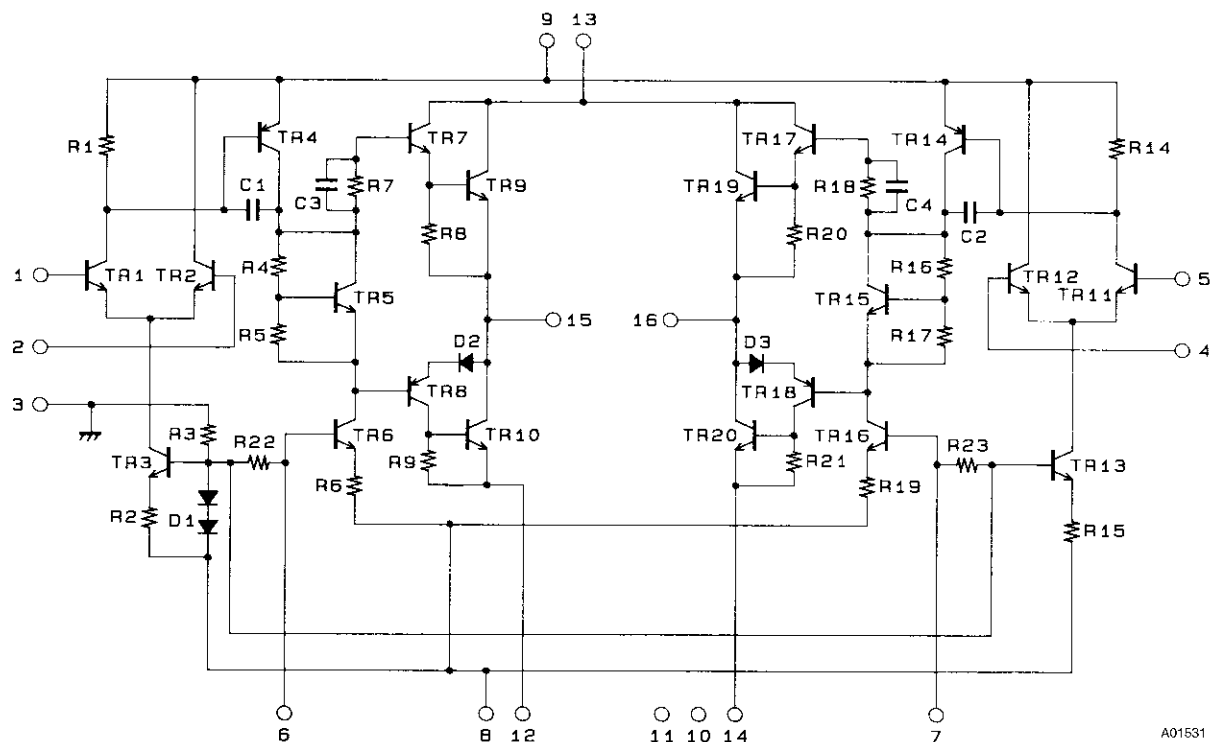 9 13
TR4
TR7
TR17
TR14
R1
R14
C1
C3
R7
TR9
TR19
R18
C4
C2
R8
R20
1
TR1
TR2
R4
TR5
TR15
R16
TR12
TR11
5
R5
15
16
R17
2
D2
D3
4
TR8
TR18
3
R3
R22
TR6
TR10
TR20
TR16
R23
TR3
R9
R21
TR13
R2
D1
R6
R19
R15
6
8
12
11
10
14
7
A01531